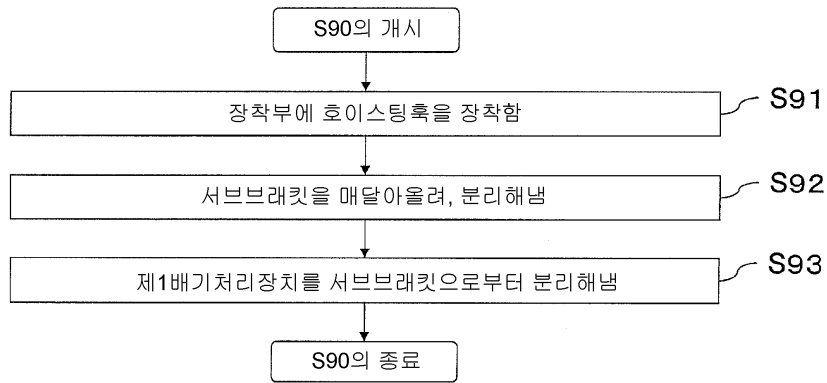 S90의 개시
장착부에 호이스팅훅을 장착함
S91
서브브래킷을 매달아올려, 분리해냄
S92
제1배기처리장치를 서브브래킷으로부터 분리해냄
S93
S90의 종료